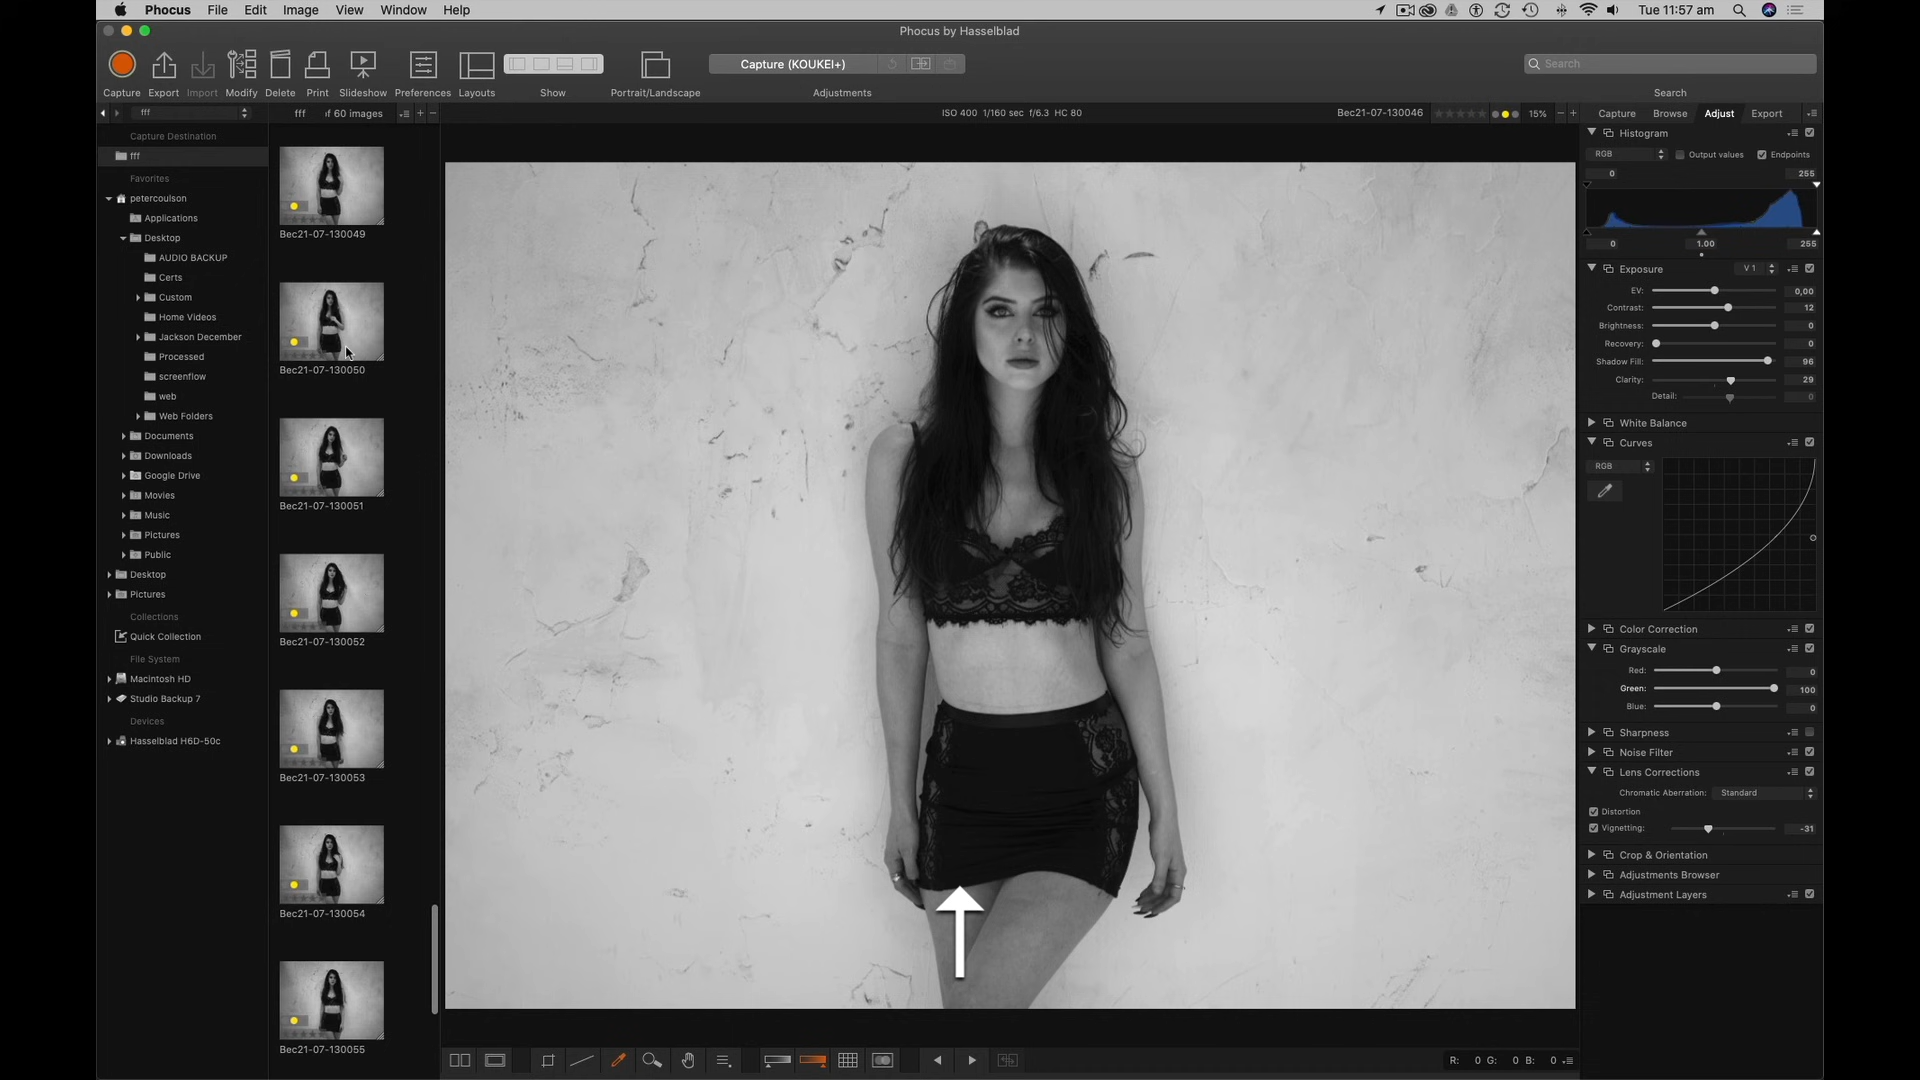 Phocus File Edit Image View Window Help
Tue 11:57 am
Phocus by Hasselblad
Capture (KOUKEI+)
Search
Capture Export Import Modify Delete Print Slideshow Preferences Layouts Show Portrait/Landscape Adjustments Search
fff
fff
of 60 images
ISO 400 1/160 sec f/6.3 HC 80
Bec21-07-130046
15%
Capture Browse Adjust Export
Capture Destination
fff
Favorites
petercoulson
Applications
Desktop
AUDIO BACKUP
Certs
Custom
Home Videos
Jackson December
Processed
screenflow
web
Web Folders
Documents
Downloads
Google Drive
Movies
Music
Pictures
Public
Desktop
Pictures
Collections
Quick Collection
File System
Macintosh HD
Studio Backup 7
Devices
Hasselblad H6D-50c
Bec21-07-130049
Bec21-07-130050
Bec21-07-130051
Bec21-07-130052
Bec21-07-130053
Bec21-07-130054
Bec21-07-130055
Histogram
RGB Output values Endpoints
0 255
0 1.00 255
Exposure V 1
EV: 0,00
Contrast: 12
Brightness: 0
Recovery: 0
Shadow Fill: 96
Clarity: 29
Detail: 0
White Balance
Curves
RGB
Color Correction
Grayscale
Red: 0
Green: 100
Blue: 0
Sharpness
Noise Filter
Lens Corrections
Chromatic Aberration: Standard
Distortion
Vignetting: -31
Crop & Orientation
Adjustments Browser
Adjustment Layers
R: 0 G: 0 B: 0